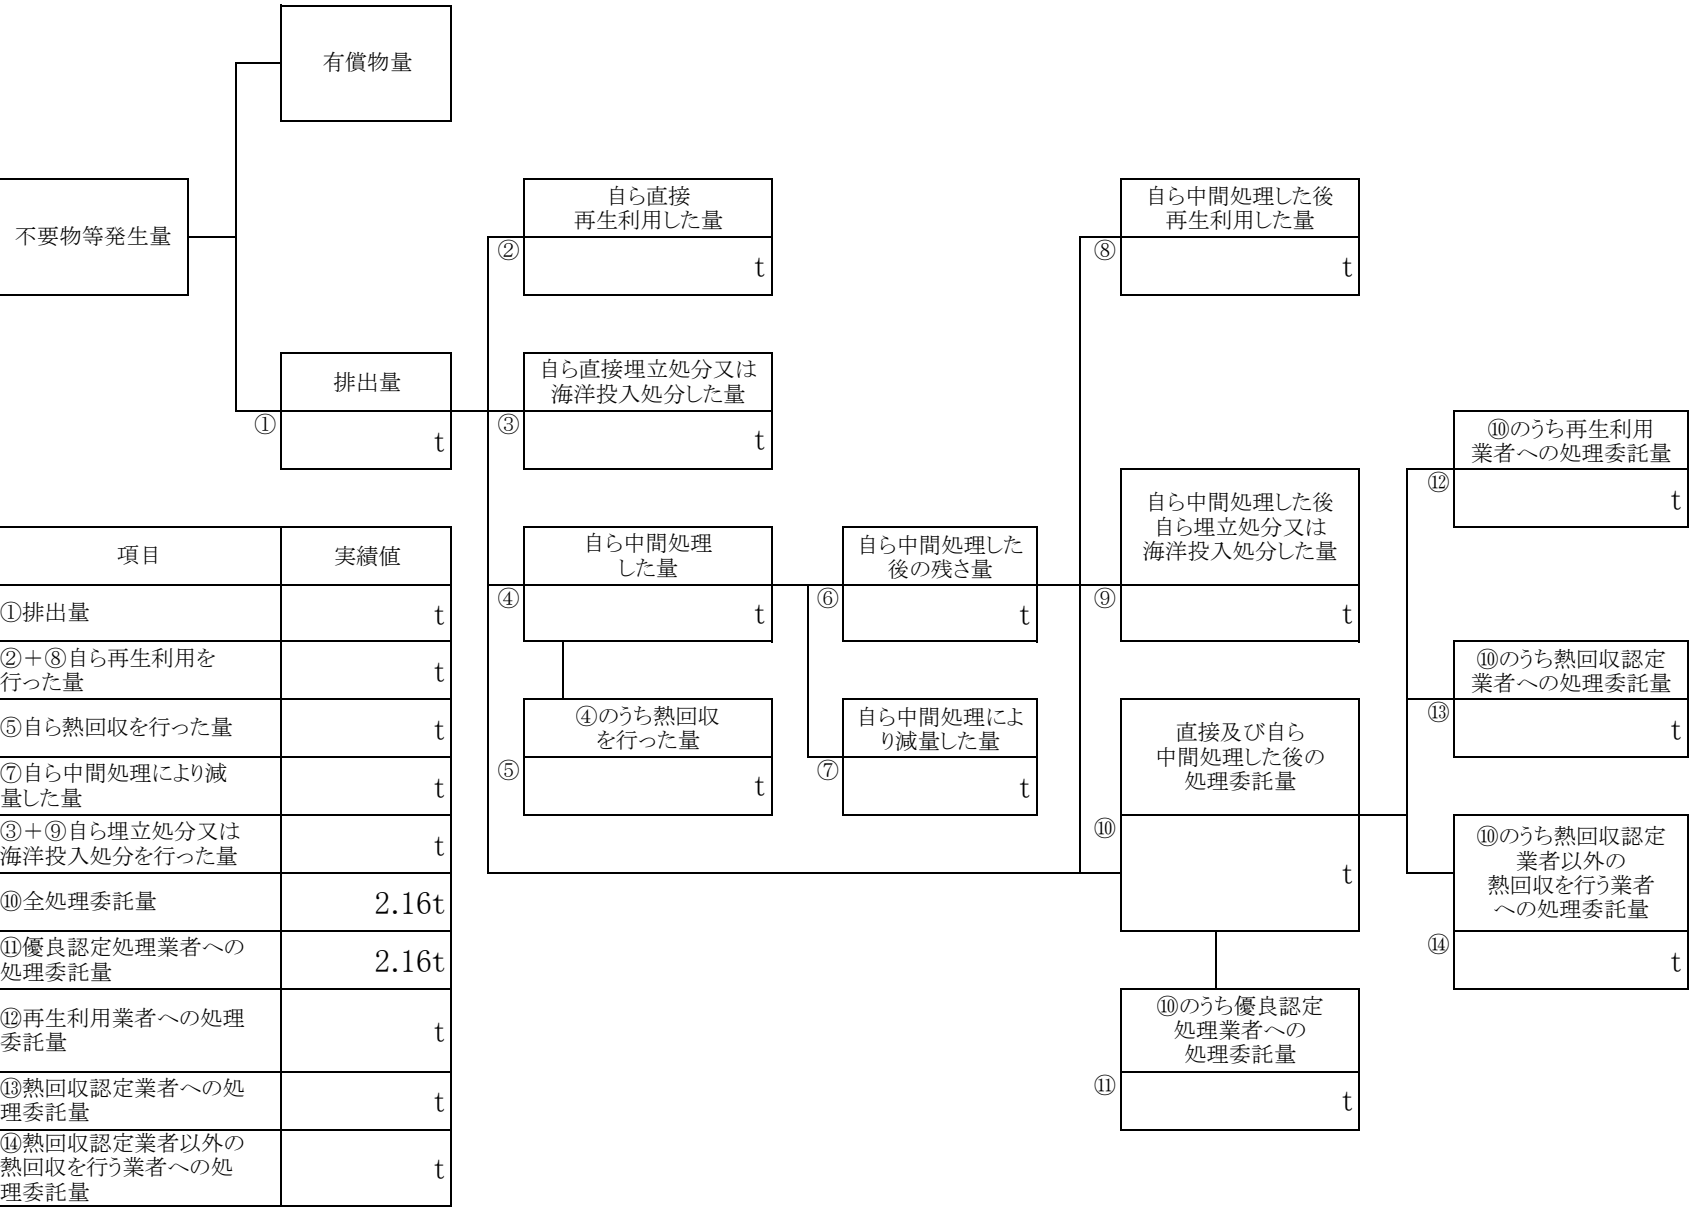 有償物量
不要物等発生量
自ら直接
再生利用した量
②
t
自ら中間処理した後
再生利用した量
⑧
t
排出量
①
t
自ら直接埋立処分又は
海洋投入処分した量
③
t
⑩のうち再生利用
業者への処理委託量
⑫
t
自ら中間処理した後
自ら埋立処分又は
海洋投入処分した量
⑨
t
自ら中間処理
した量
④
t
自ら中間処理した
後の残さ量
⑥
t
⑩のうち熱回収認定
業者への処理委託量
⑬
t
④のうち熱回収
を行った量
⑤
t
自ら中間処理によ
り減量した量
⑦
t
直接及び自ら
中間処理した後の
処理委託量
⑩
t
⑩のうち熱回収認定
業者以外の
熱回収を行う業者
への処理委託量
⑭
t
⑩のうち優良認定
処理業者への
処理委託量
⑪
t
項目 実績値
①排出量 t
②＋⑧自ら再生利用を
行った量 t
⑤自ら熱回収を行った量 t
⑦自ら中間処理により減
量した量 t
③＋⑨自ら埋立処分又は
海洋投入処分を行った量 t
⑩全処理委託量 2.16t
⑪優良認定処理業者への
処理委託量 2.16t
⑫再生利用業者への処理
委託量 t
⑬熱回収認定業者への処
理委託量 t
⑭熱回収認定業者以外の
熱回収を行う業者への処
理委託量 t